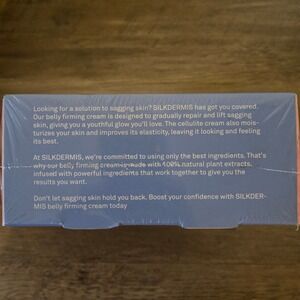 Looking for a solution to sagging skin? SILKDERMIS has got you covered.
Our belly firming cream is designed to gradually repair and lift sagging
skin, giving you a youthful glow you'll love. The cellulite cream also mois-
turizes your skin and improves its elasticity, leaving it looking and feeling
its best.
At SILKDERMIS, we're committed to using only the best ingredients. That's
why our belly firming cream is made with 100% natural plant extracts,
infused with powerful ingredients that work together to give you the
results you want.
Don't let sagging skin hold you back. Boost your confidence with SILKDER-
MIS belly firming cream today